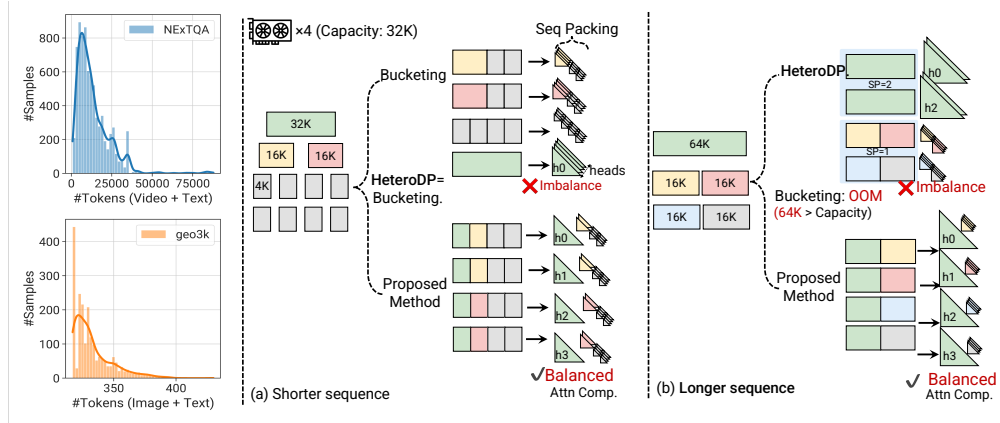 NExTQA
#Samples
800
600
400
200
0
0
25000
50000
75000
#Tokens (Video + Text)
geo3k
#Samples
400
300
200
100
0
350
400
#Tokens (Image + Text)
×4 (Capacity: 32K)
32K
16K
16K
4K
Bucketing
HeteroDP=
Bucketing.
Proposed
Method
Seq Packing
h0
heads
Imbalance
h0
h1
h2
h3
Balanced
Attn Comp.
(a) Shorter sequence
64K
16K
16K
16K
16K
HeteroDP.
SP=2
SP=1
h0
h2
Imbalance
Bucketing: OOM
(64K > Capacity)
Proposed
Method
h0
h1
h2
h3
Balanced
Attn Comp.
(b) Longer sequence